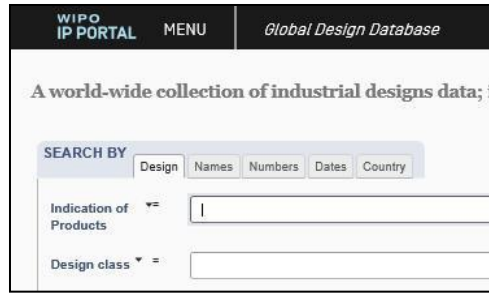 WIPO
IP PORTAL MENU Global Design Database
A world-wide collection of industrial designs data;
SEARCH BY Design Names Numbers Dates Country
Indication of
Products
=
Design class =